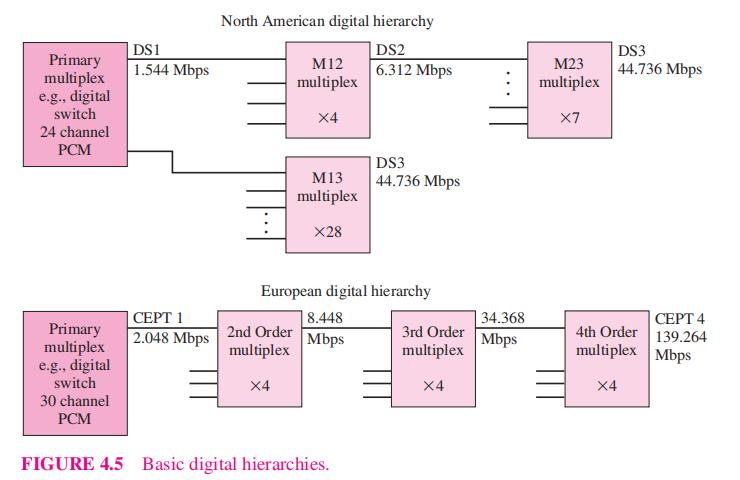 North American digital hierarchy
Primary
multiplex
e.g., digital
switch
24 channel
PCM
DS1
1.544 Mbps
M12
multiplex
×4
DS2
6.312 Mbps
M23
multiplex
×7
DS3
44.736 Mbps
M13
multiplex
×28
DS3
44.736 Mbps
European digital hierarchy
Primary
multiplex
e.g., digital
switch
30 channel
PCM
CEPT 1
2.048 Mbps
2nd Order
multiplex
×4
8.448
Mbps
3rd Order
multiplex
×4
34.368
Mbps
4th Order
multiplex
×4
CEPT 4
139.264
Mbps
FIGURE 4.5 Basic digital hierarchies.